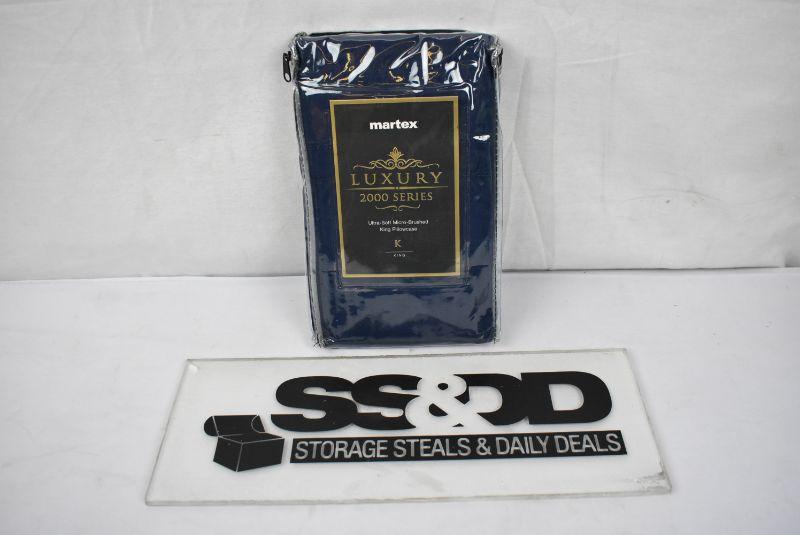 martex
LUXURY
2000 SERIES
Ultra-Soft Micro-Brushed
King Pillowcase
K
KING
SS&DD
STORAGE STEALS & DAILY DEALS